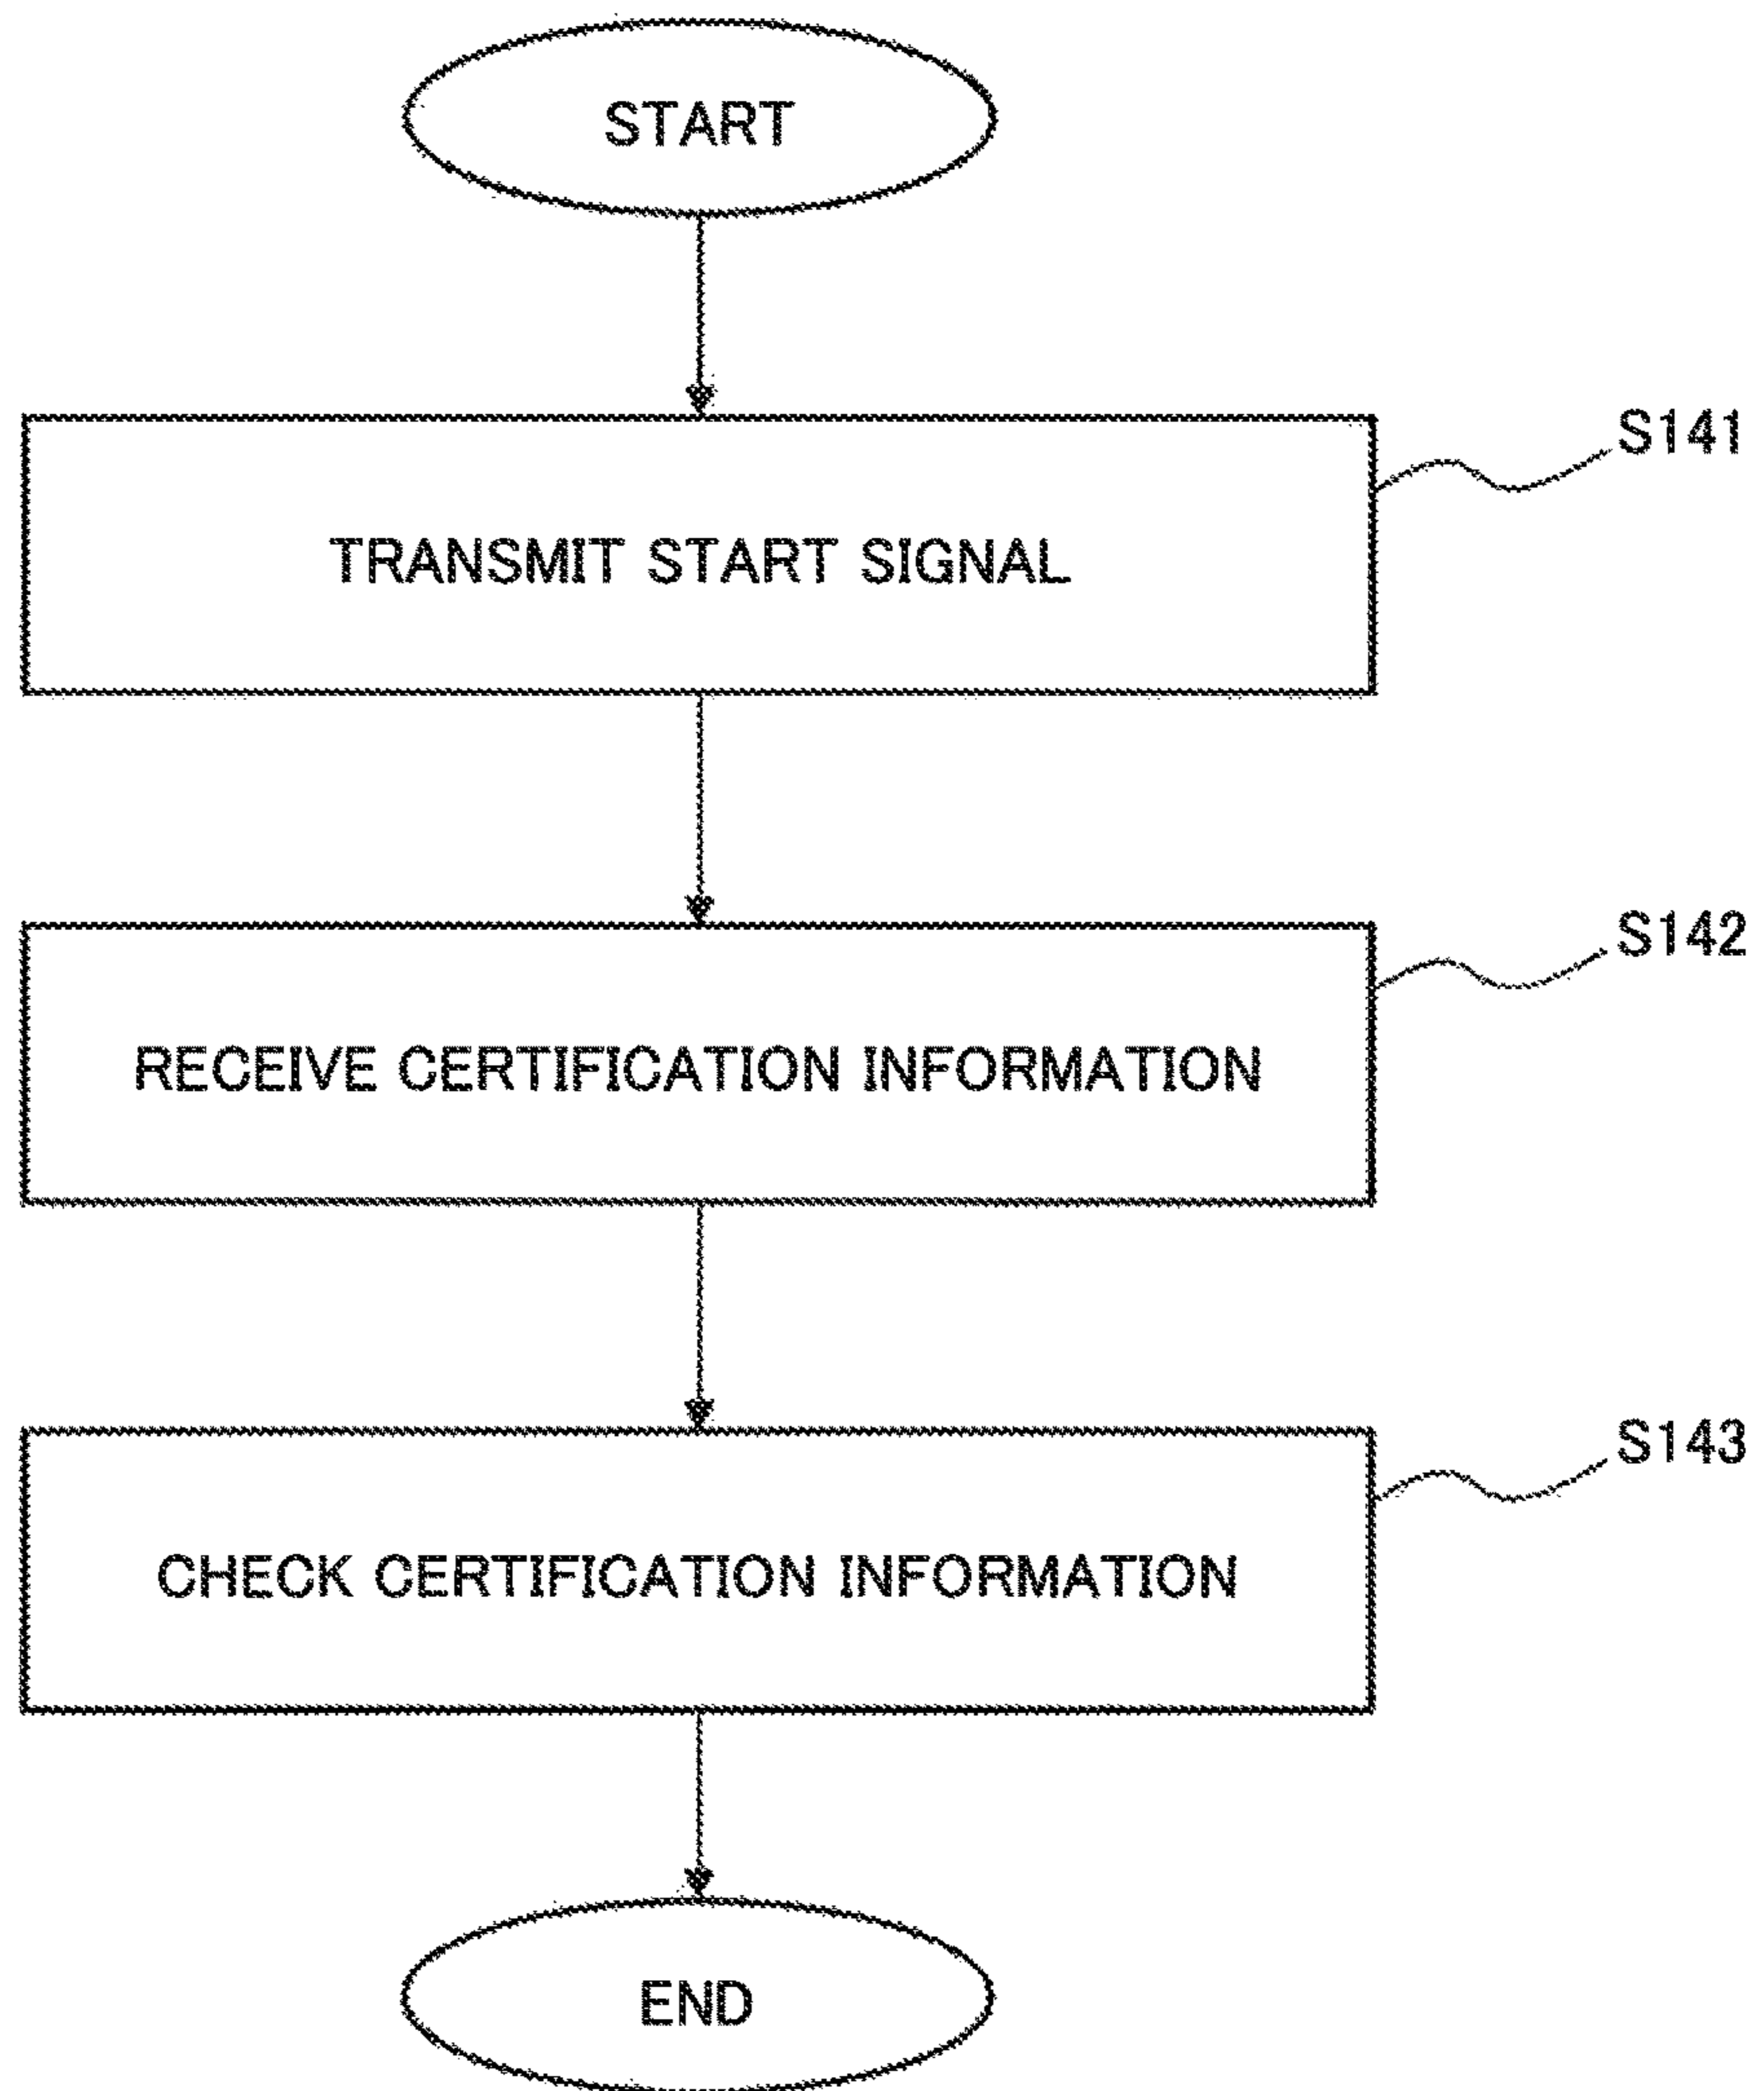 START
S141
TRANSMIT START SIGNAL
S142
RECEIVE CERTIFICATION INFORMATION
S143
CHECK CERTIFICATION INFORMATION
END